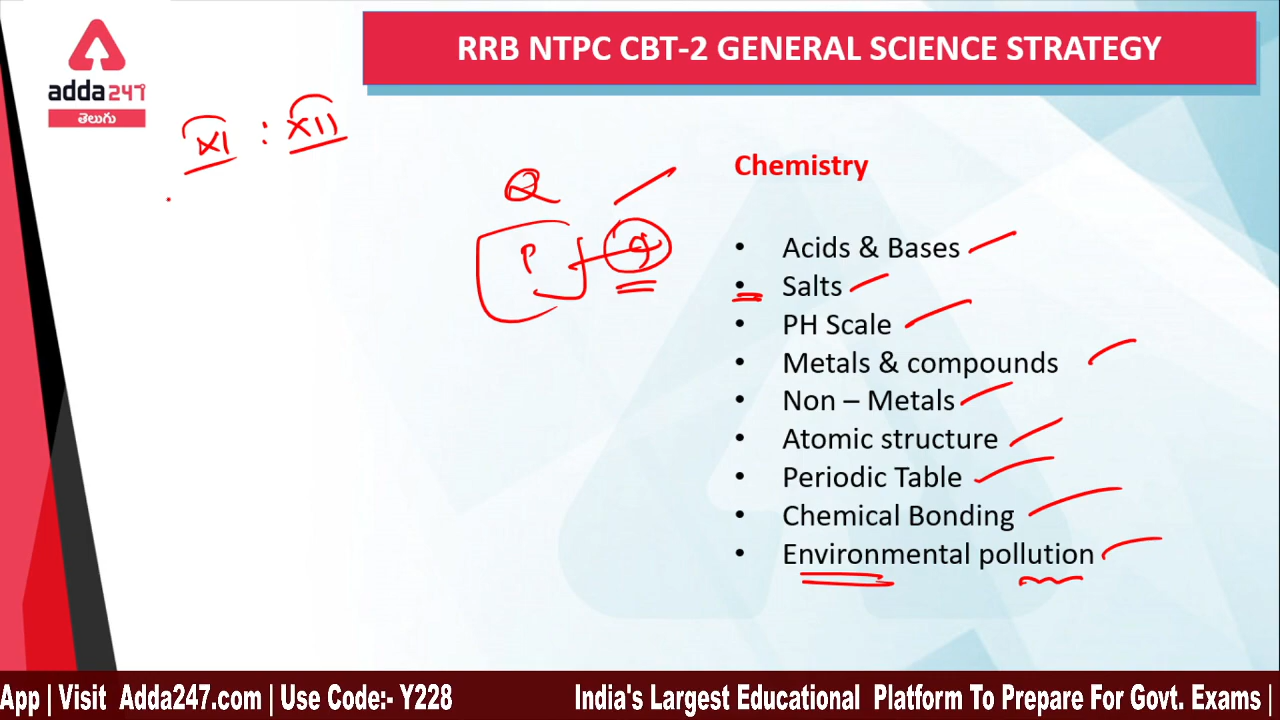 RRB NTPC CBT-2 GENERAL SCIENCE STRATEGY
adda247
తెలుగు
XI : XII
Q
P
Chemistry
• Acids & Bases
• Salts
• PH Scale
• Metals & compounds
• Non – Metals
• Atomic structure
• Periodic Table
• Chemical Bonding
• Environmental pollution
App | Visit Adda247.com | Use Code:- Y228 India's Largest Educational Platform To Prepare For Govt. Exams |